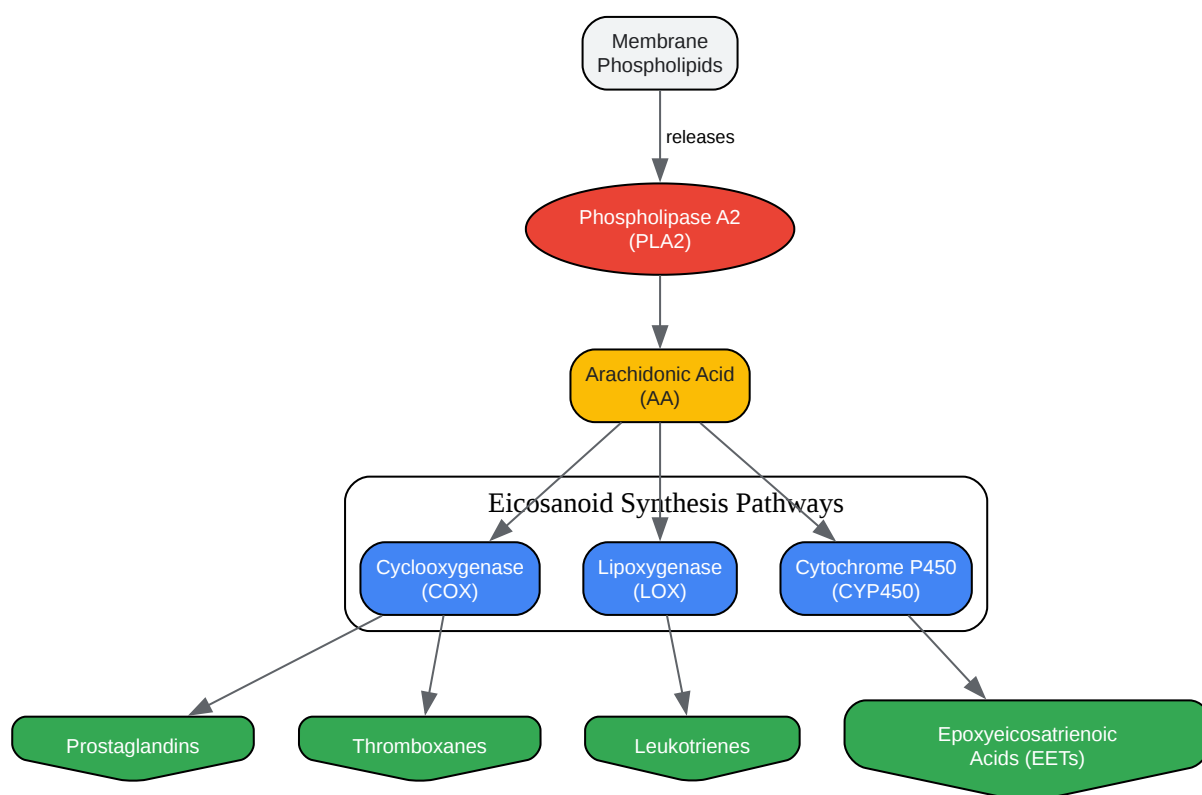 Membrane
Phospholipids
releases
Phospholipase A2
(PLA2)
Arachidonic Acid
(AA)
Eicosanoid Synthesis Pathways
Cyclooxygenase
(COX)
Lipoxygenase
(LOX)
Cytochrome P450
(CYP450)
Prostaglandins
Thromboxanes
Leukotrienes
Epoxyeicosatrienoic
Acids (EETs)